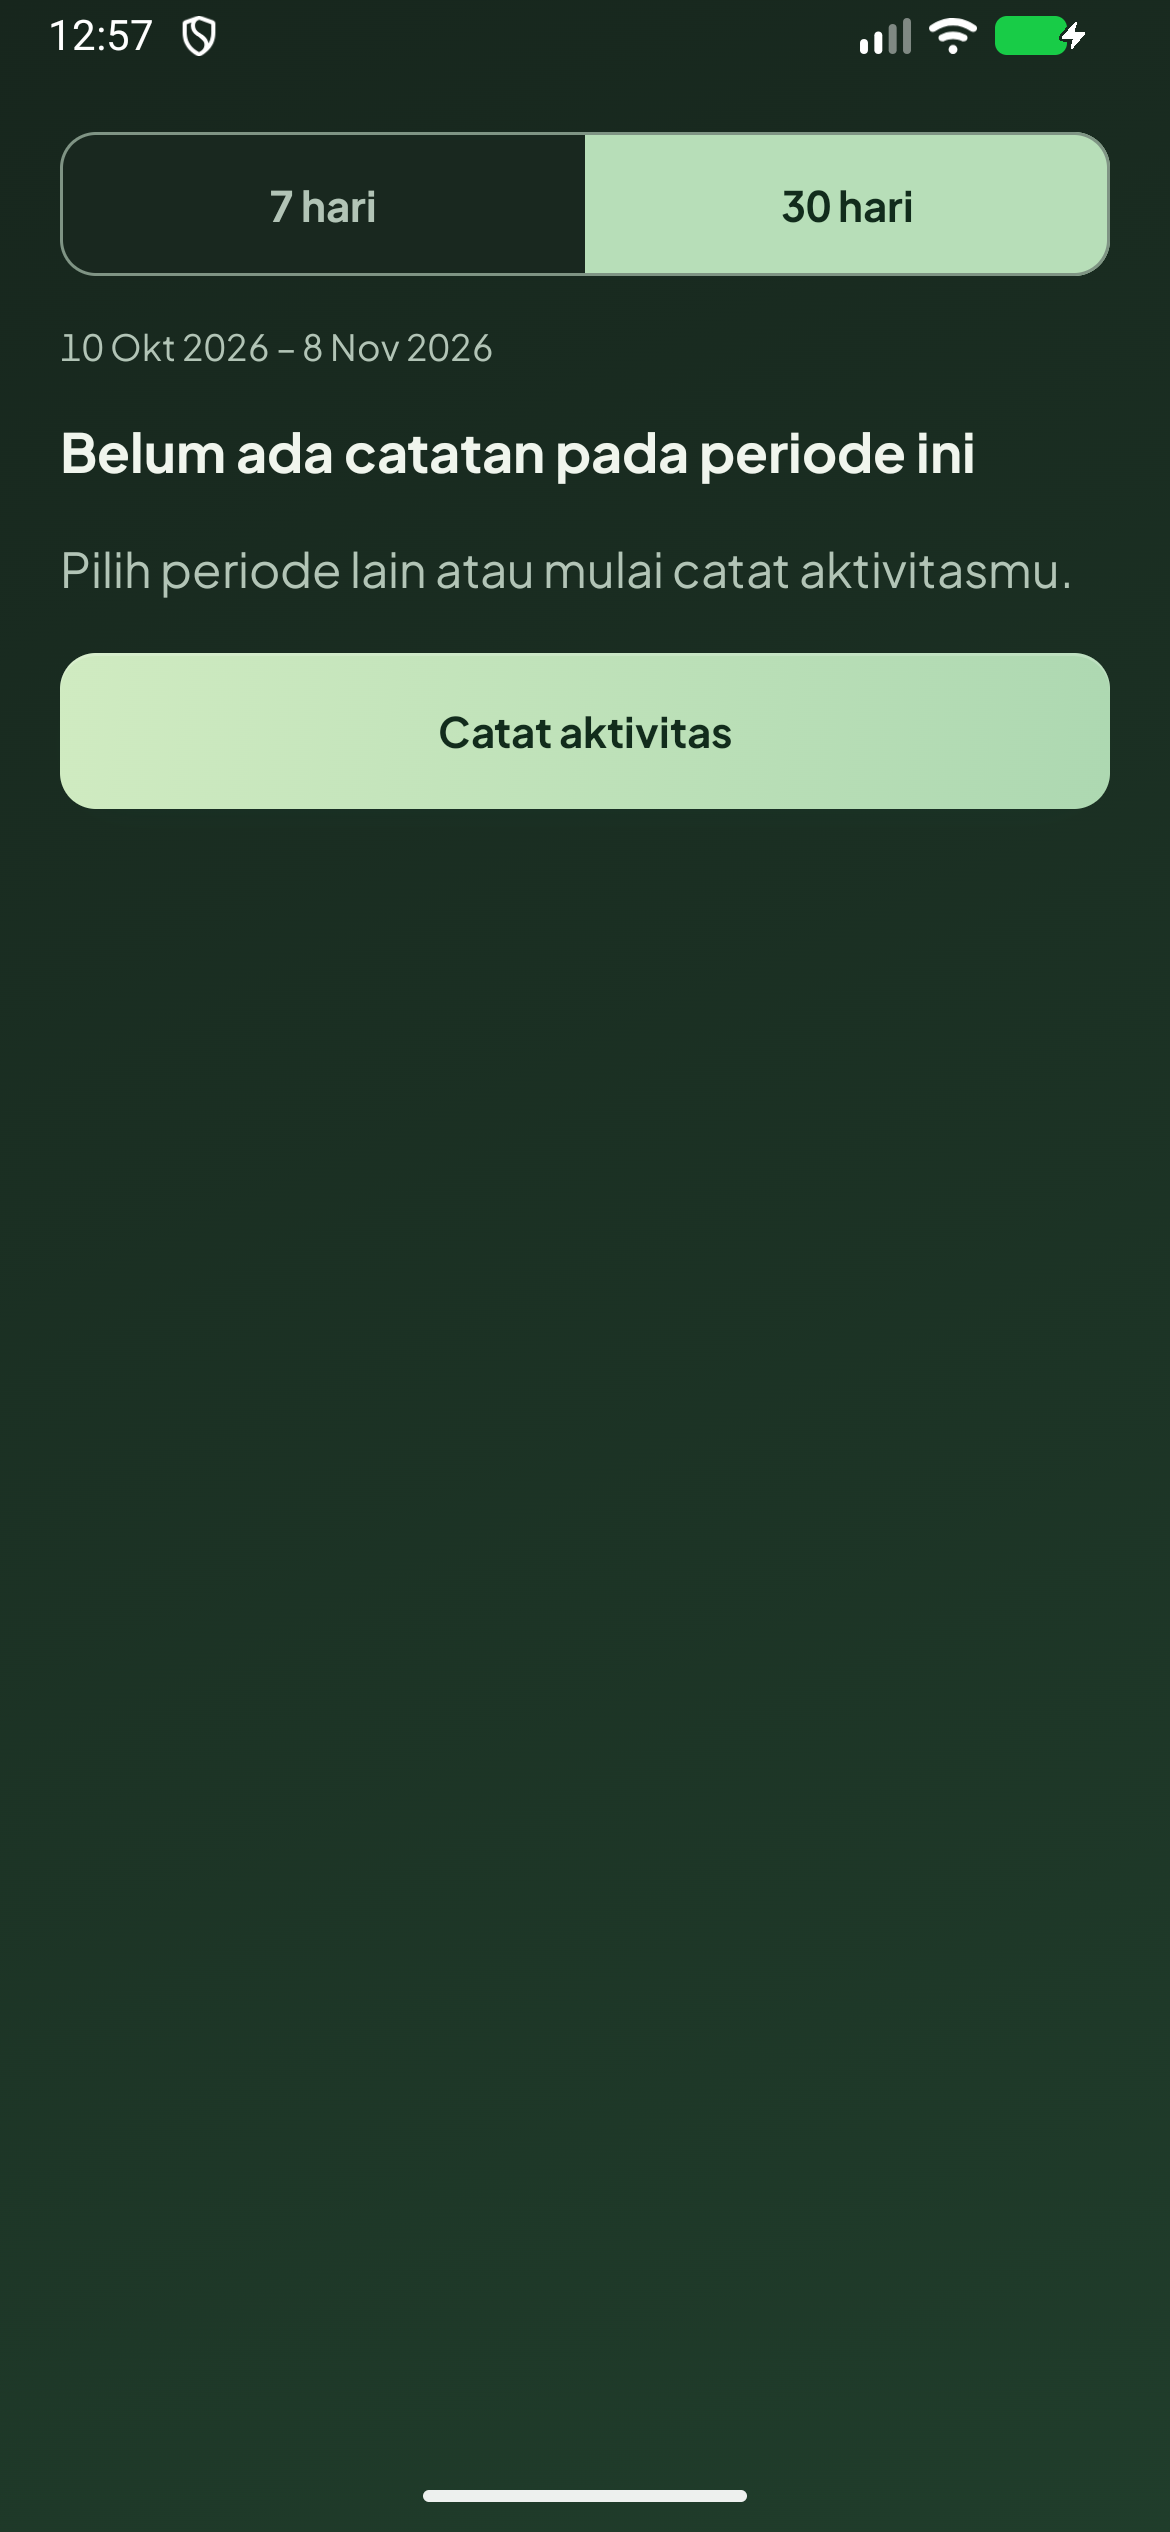 12:57
7 hari
30 hari
10 Okt 2026 – 8 Nov 2026
Belum ada catatan pada periode ini
Pilih periode lain atau mulai catat aktivitasmu.
Catat aktivitas